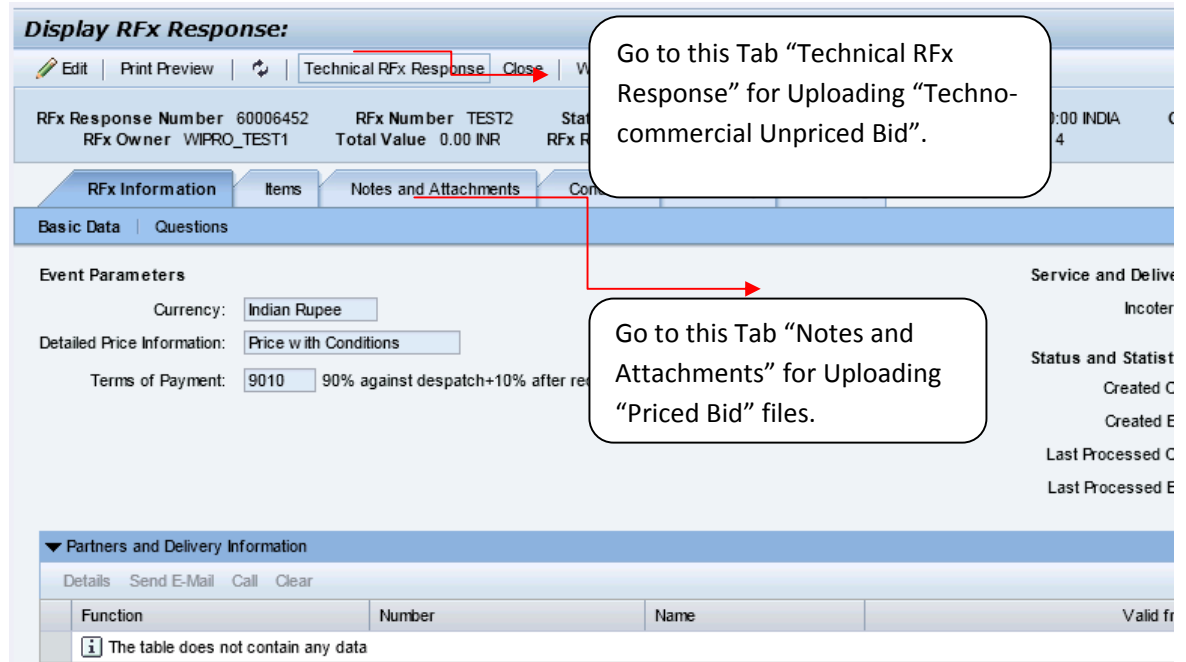 Display RFx Response:
Edit | Print Preview | | Technical RFx Response Close | W
RFx Response Number 60006452 RFx Number TEST2 Stat :00 INDIA
RFx Owner WIPRO_TEST1 Total Value 0.00 INR RFx R 4
Go to this Tab “Technical RFx
Response” for Uploading “Techno-
commercial Unpriced Bid”.
RFx Information Items Notes and Attachments Con
Basic Data | Questions
Event Parameters Service and Delive
Currency: Indian Rupee Incoter
Detailed Price Information: Price with Conditions
Status and Statist
Terms of Payment: 9010 90% against despatch+10% after rec Created O
Created B
Last Processed O
Last Processed B
Go to this Tab “Notes and
Attachments” for Uploading
“Priced Bid” files.
Partners and Delivery Information
Details Send E-Mail Call Clear
Function Number Name Valid fr
The table does not contain any data